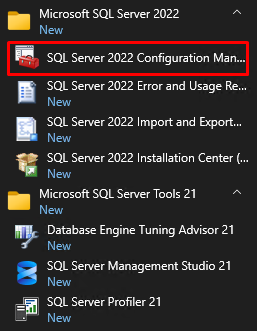 Microsoft SQL Server 2022
New
SQL Server 2022 Configuration Man...
SQL Server 2022 Error and Usage Re...
New
SQL Server 2022 Import and Export...
New
SQL Server 2022 Installation Center (...
New
Microsoft SQL Server Tools 21
New
Database Engine Tuning Advisor 21
New
SQL Server Management Studio 21
New
SQL Server Profiler 21
New